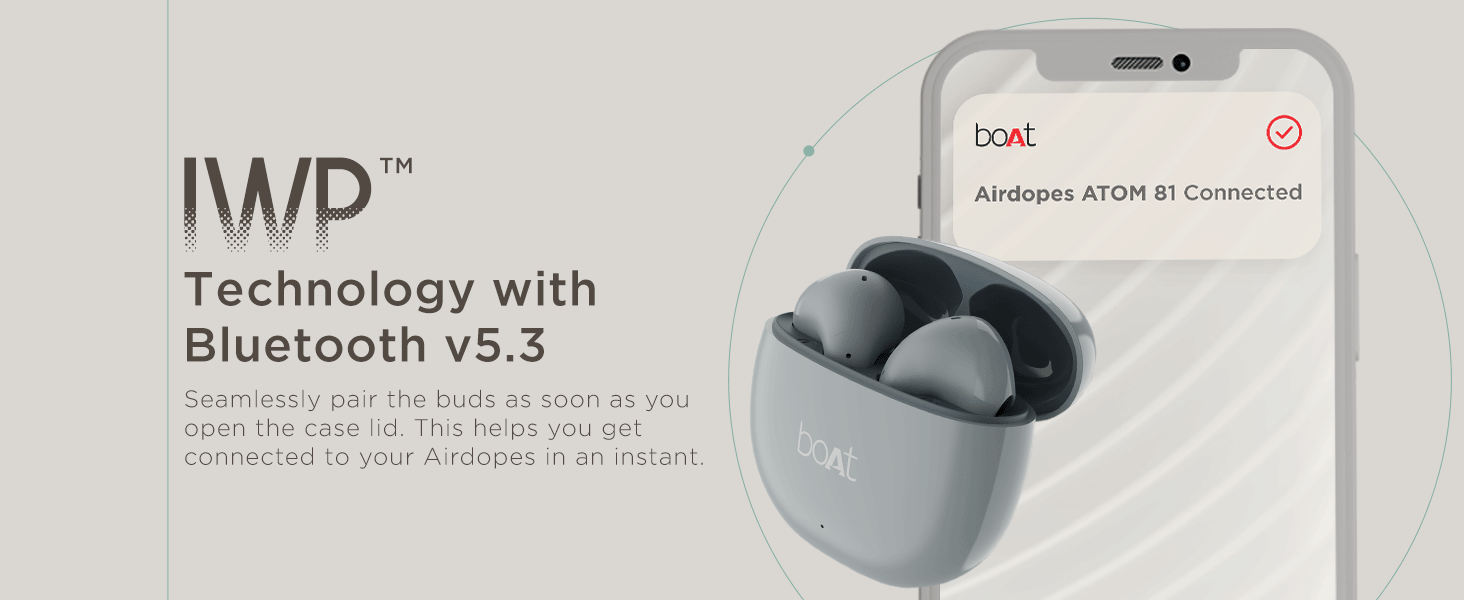 IWP™
Technology with
Bluetooth v5.3
Seamlessly pair the buds as soon as you
open the case lid. This helps you get
connected to your Airdopes in an instant.
boAt
Airdopes ATOM 81 Connected
boAt